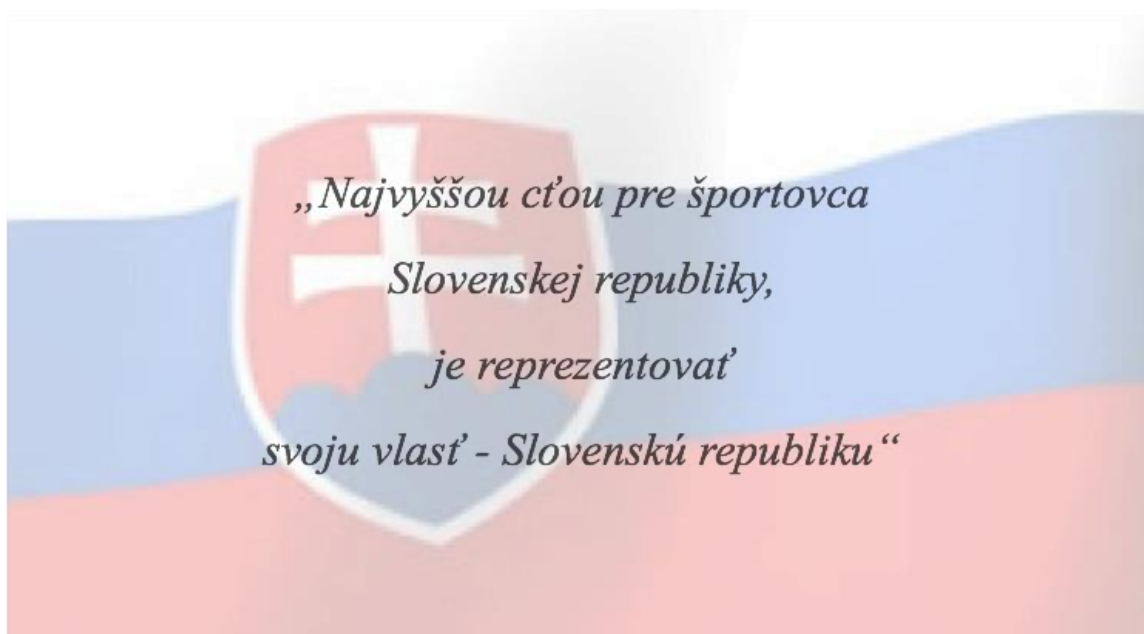 „Najvyššou cťou pre športovca
Slovenskej republiky,
je reprezentovať
svoju vlasť - Slovenskú republiku“